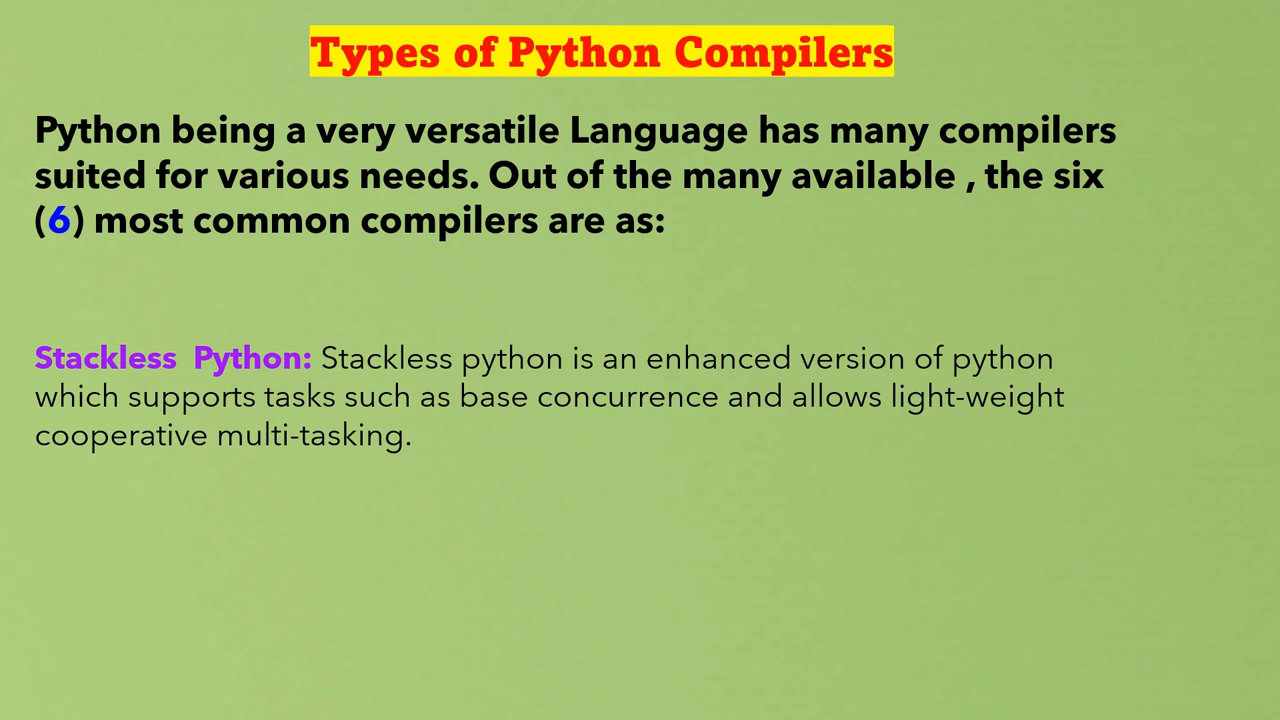 Types of Python Compilers
Python being a very versatile Language has many compilers
suited for various needs. Out of the many available , the six
(6) most common compilers are as:
Stackless  Python: Stackless python is an enhanced version of python
which supports tasks such as base concurrence and allows light-weight
cooperative multi-tasking.